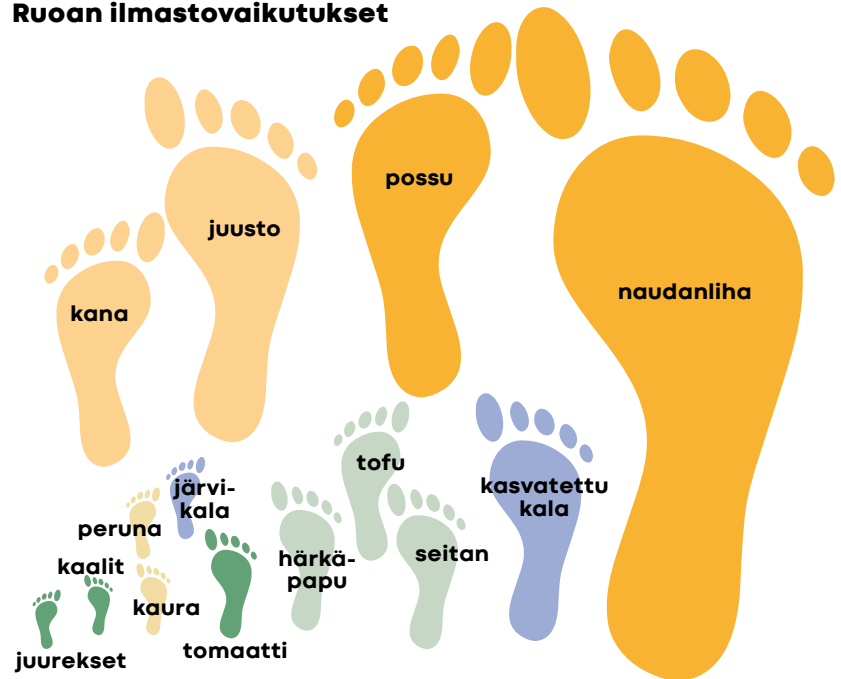 Ruoan ilmastovaikutukset
possu
juusto
naudanliha
kana
tofu
järvi-
kala
kasvatettu
kala
peruna
härkä-
papu
seitan
kaalit
kaura
tomaatti
juurekset